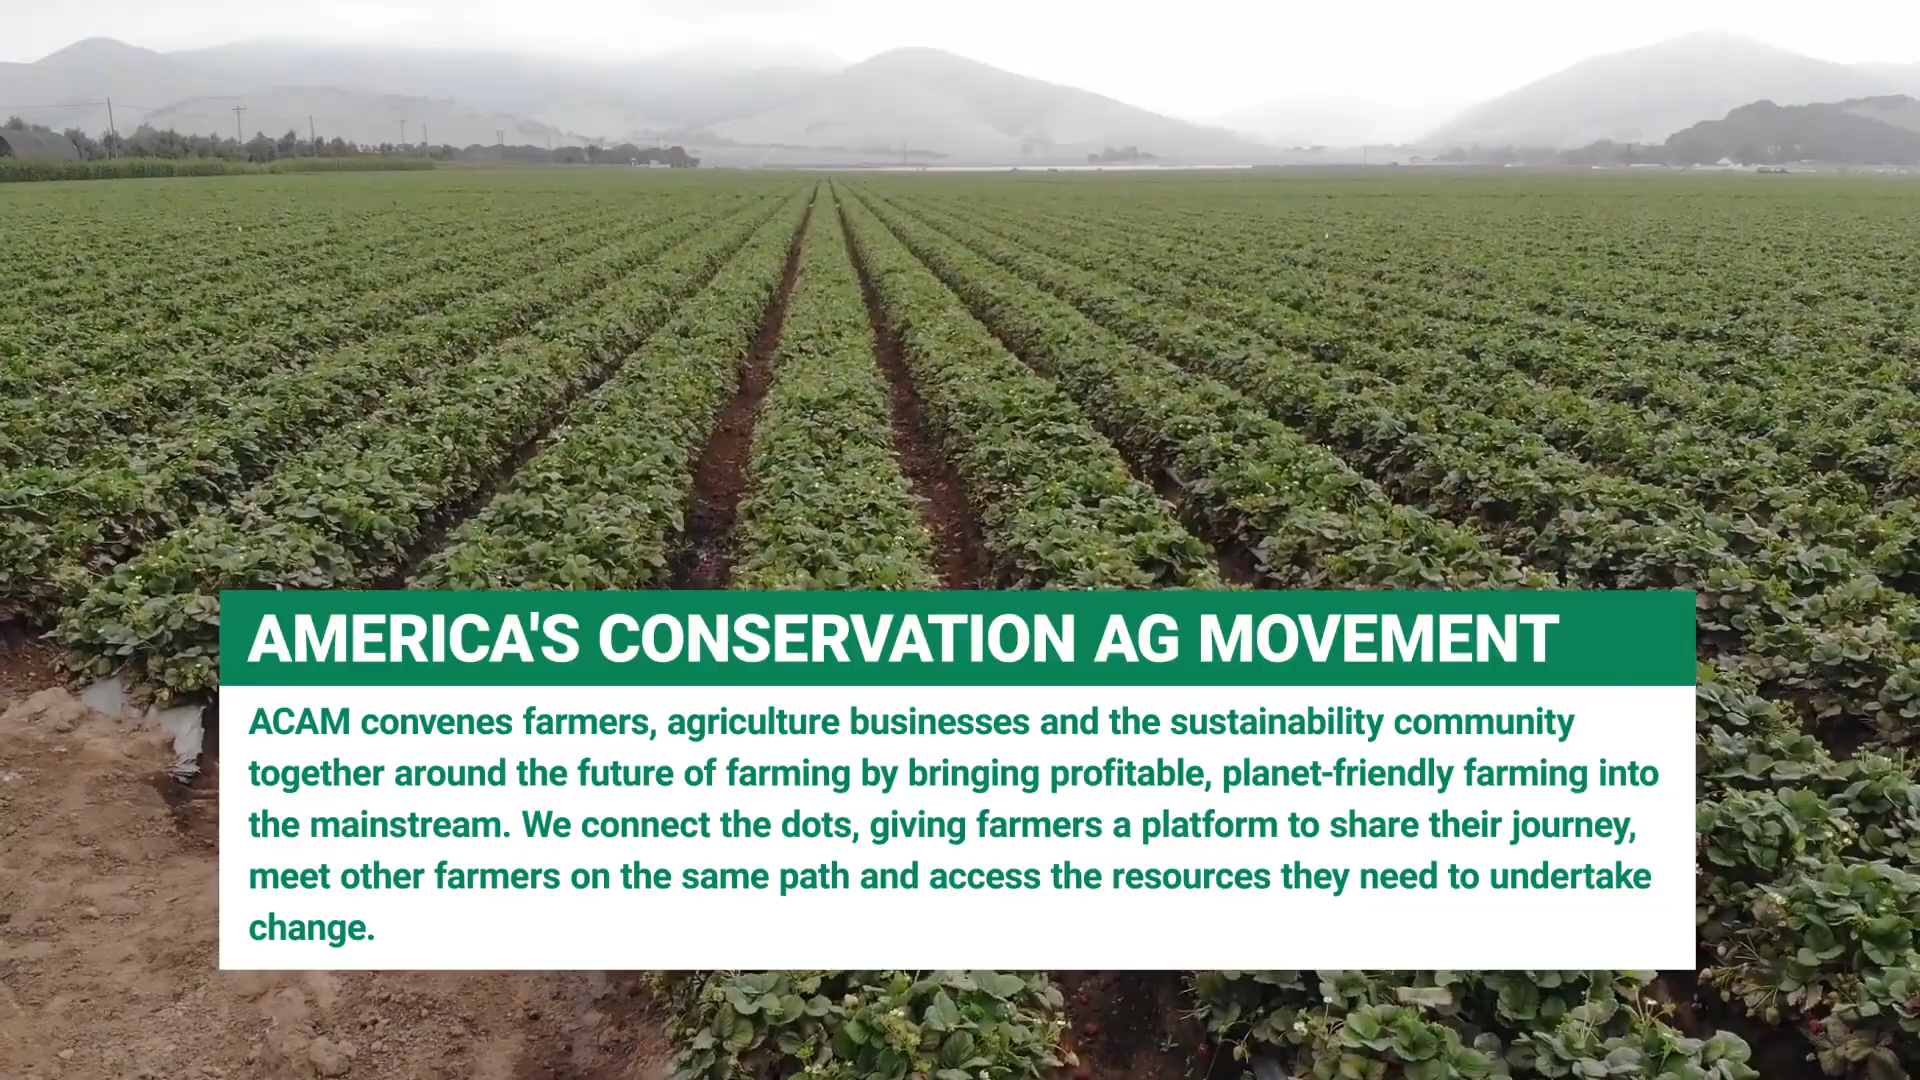 AMERICA'S CONSERVATION AG MOVEMENT
ACAM convenes farmers, agriculture businesses and the sustainability community
together around the future of farming by bringing profitable, planet-friendly farming into
the mainstream. We connect the dots, giving farmers a platform to share their journey,
meet other farmers on the same path and access the resources they need to undertake
change.